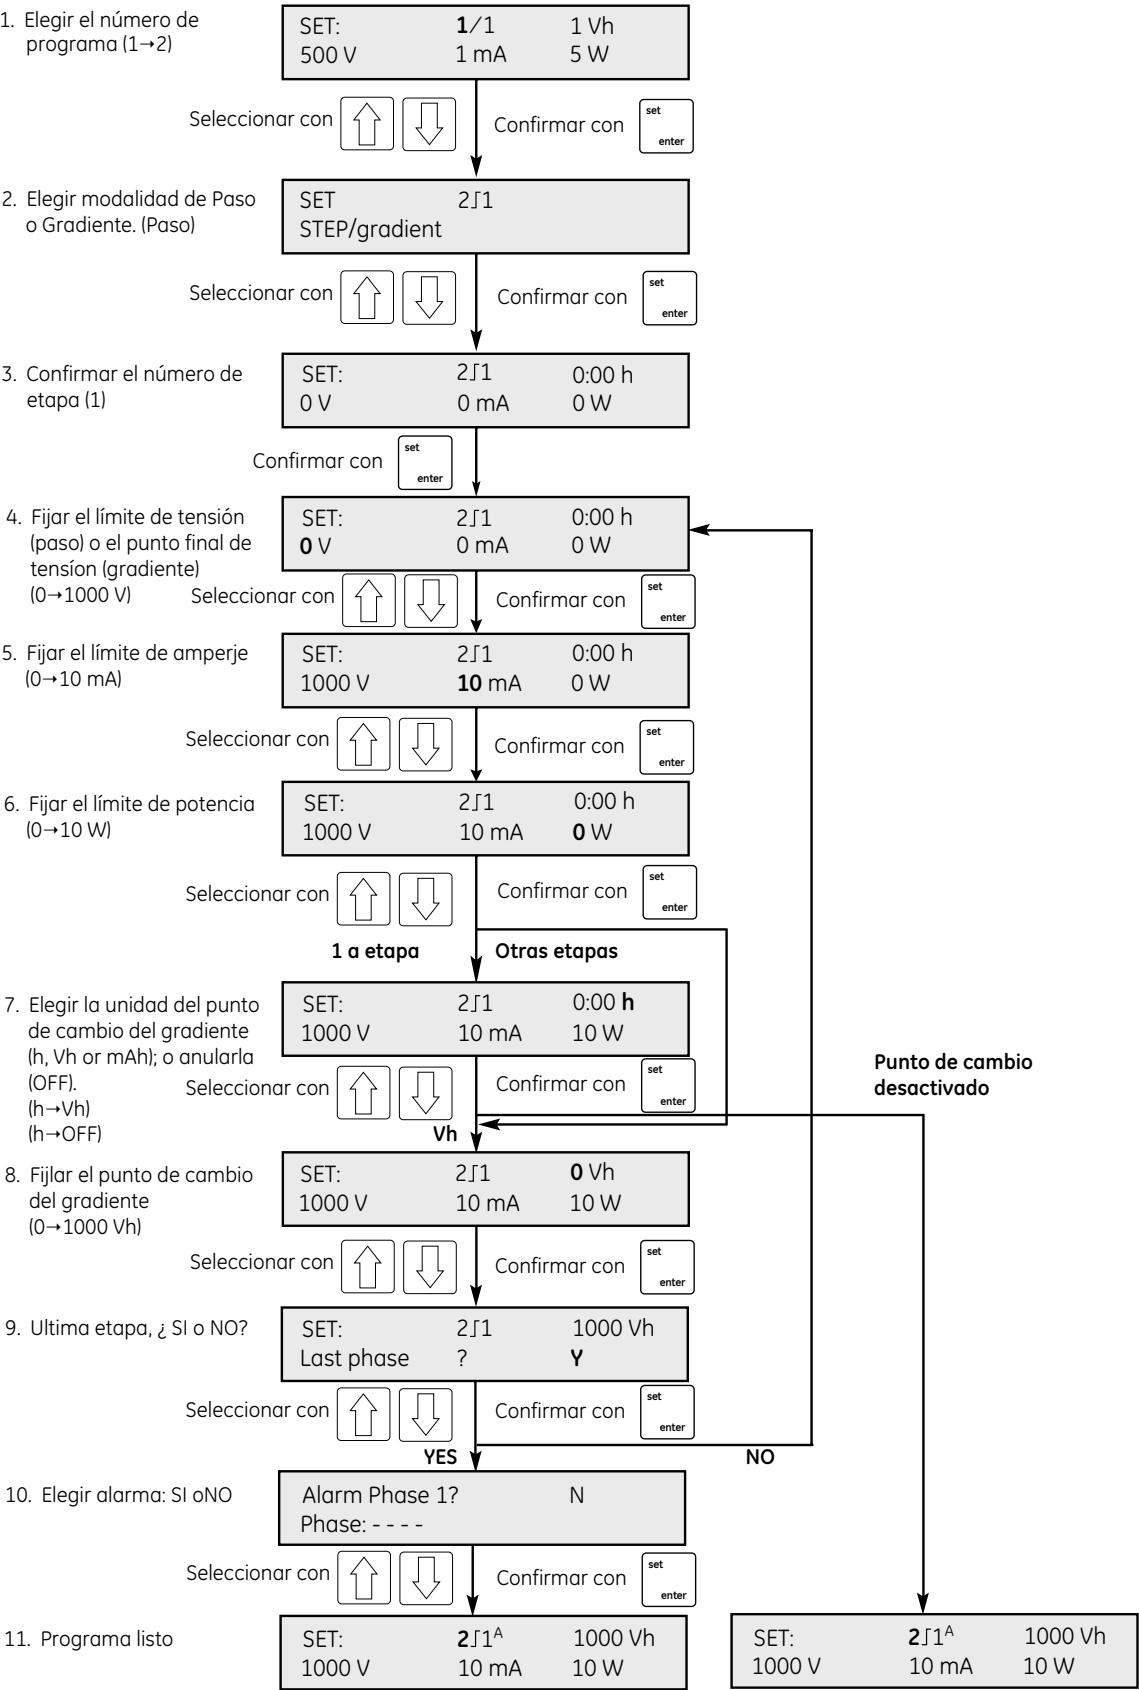 1. Elegir el número de
programa (1→2)
SET: 1/1 1 Vh
500 V 1 mA 5 W
Seleccionar con
Confirmar con
set
enter
2. Elegir modalidad de Paso
o Gradiente. (Paso)
SET 2⌠1
STEP/gradient
Seleccionar con
Confirmar con
set
enter
3. Confirmar el número de
etapa (1)
SET: 2⌠1 0:00 h
0 V 0 mA 0 W
Confirmar con
set
enter
4. Fijar el límite de tensión
(paso) o el punto final de
tensíon (gradiente)
(0→1000 V)
SET: 2⌠1 0:00 h
0 V 0 mA 0 W
Seleccionar con
Confirmar con
set
enter
5. Fijar el límite de amperje
(0→10 mA)
SET: 2⌠1 0:00 h
1000 V 10 mA 0 W
Seleccionar con
Confirmar con
set
enter
6. Fijar el límite de potencia
(0→10 W)
SET: 2⌠1 0:00 h
1000 V 10 mA 0 W
Seleccionar con
Confirmar con
set
enter
1 a etapa
Otras etapas
7. Elegir la unidad del punto
de cambio del gradiente
(h, Vh or mAh); o anularla
(OFF).
(h→Vh)
(h→OFF)
SET: 2⌠1 0:00 h
1000 V 10 mA 10 W
Seleccionar con
Confirmar con
set
enter
Punto de cambio
desactivado
Vh
8. Fijlar el punto de cambio
del gradiente
(0→1000 Vh)
SET: 2⌠1 0 Vh
1000 V 10 mA 10 W
Seleccionar con
Confirmar con
set
enter
9. Ultima etapa, ¿ SI o NO?
SET: 2⌠1 1000 Vh
Last phase ? Y
Seleccionar con
Confirmar con
set
enter
YES
NO
10. Elegir alarma: SI oNO
Alarm Phase 1? N
Phase: - - - -
Seleccionar con
Confirmar con
set
enter
11. Programa listo
SET: 2⌠1ᴬ 1000 Vh
1000 V 10 mA 10 W
SET: 2⌠1ᴬ 1000 Vh
1000 V 10 mA 10 W